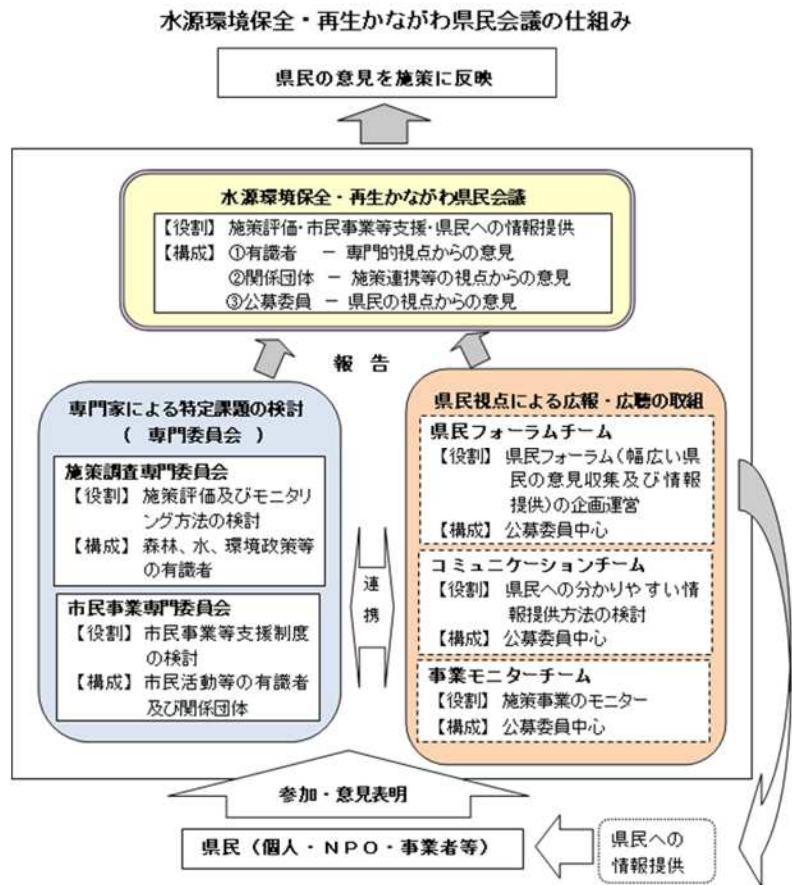 水源環境保全・再生かながわ県民会議の仕組み
県民の意見を施策に反映
水源環境保全・再生かながわ県民会議
【役割】 施策評価・市民事業等支援・県民への情報提供
【構成】 ①有識者 － 専門的視点からの意見
②関係団体 － 施策連携等の視点からの意見
③公募委員 － 県民の視点からの意見
報 告
専門家による特定課題の検討
（ 専門委員会 ）
施策調査専門委員会
【役割】 施策評価及びモニタリ
ング方法の検討
【構成】 森林、水、環境政策等
の有識者
市民事業専門委員会
【役割】 市民事業等支援制度
の検討
【構成】 市民活動等の有識者
及び関係団体
連
携
県民視点による広報・広聴の取組
県民フォーラムチーム
【役割】 県民フォーラム（幅広い県
民の意見収集及び情報
提供）の企画運営
【構成】 公募委員中心
コミュニケーションチーム
【役割】 県民への分かりやすい情
報提供方法の検討
【構成】 公募委員中心
事業モニターチーム
【役割】 施策事業のモニター
【構成】 公募委員中心
参加・意見表明
県民（個人・ＮＰＯ・事業者等）
県民への
情報提供